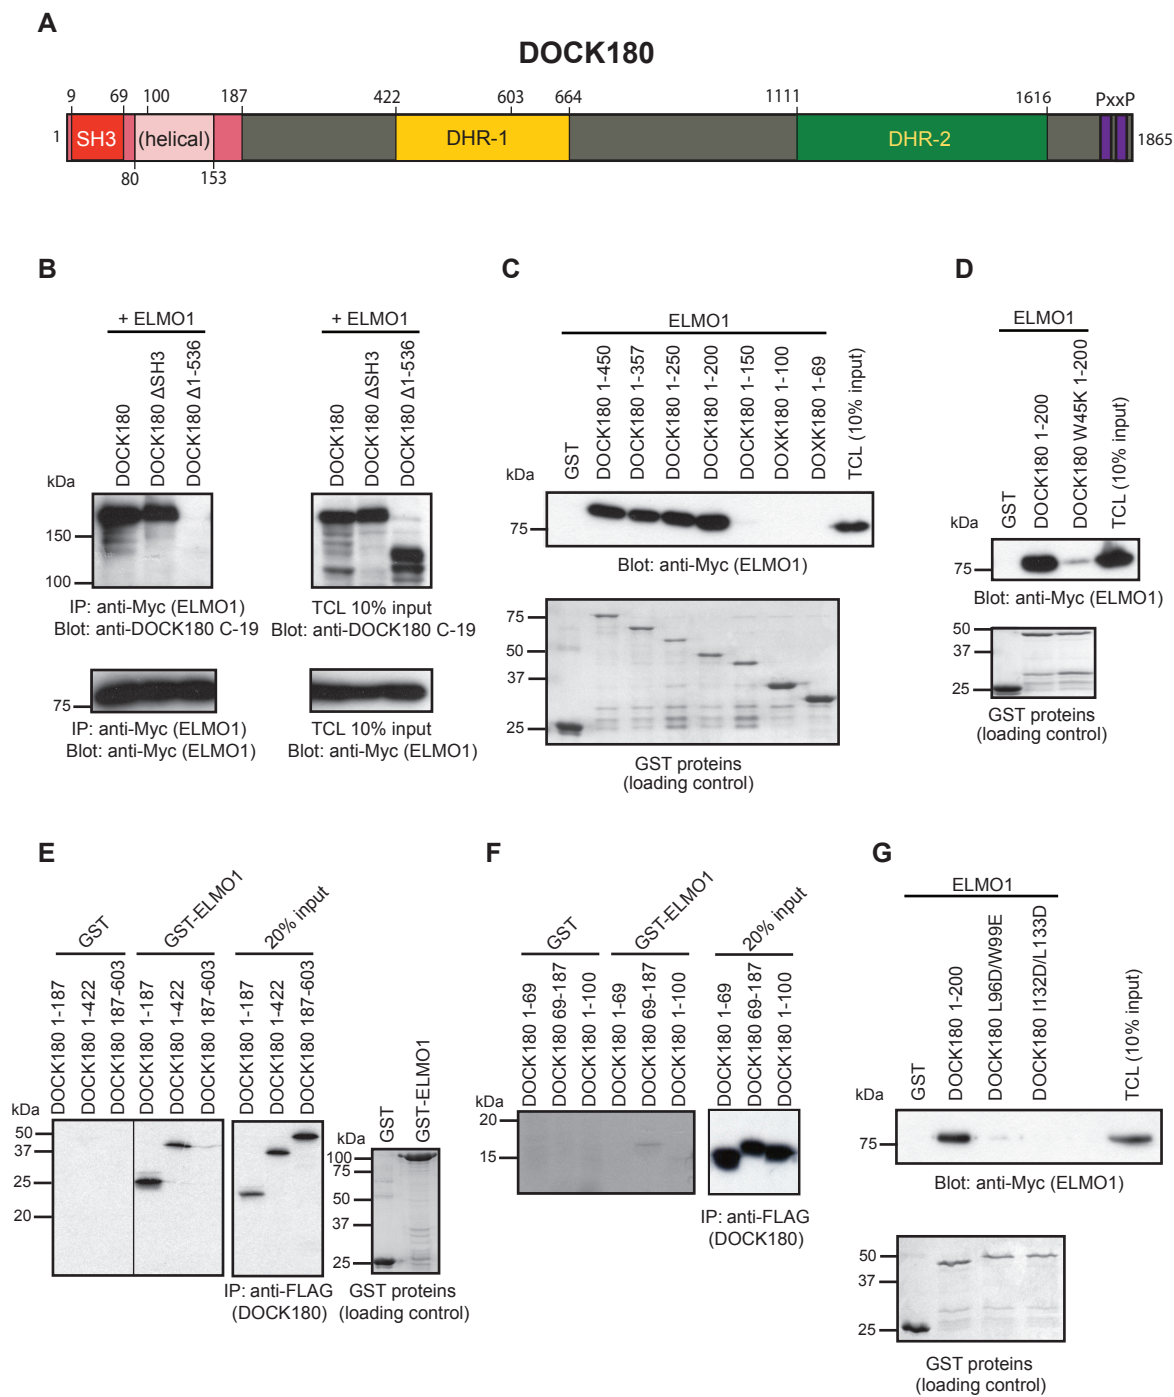 A
DOCK180
9 69 100 187 422 603 664 1111 1616 PxxP
1 SH3 (helical) DHR-1 DHR-2 1865
80 153
B
+ ELMO1
DOCK180
DOCK180 ΔSH3
DOCK180 Δ1-536
kDa
150
100
IP: anti-Myc (ELMO1)
Blot: anti-DOCK180 C-19
75
IP: anti-Myc (ELMO1)
Blot: anti-Myc (ELMO1)
+ ELMO1
DOCK180
DOCK180 ΔSH3
DOCK180 Δ1-536
TCL 10% input
Blot: anti-DOCK180 C-19
TCL 10% input
Blot: anti-Myc (ELMO1)
C
ELMO1
GST
DOCK180 1-450
DOCK180 1-357
DOCK180 1-250
DOCK180 1-200
DOCK180 1-150
DOXK180 1-100
DOXK180 1-69
TCL (10% input)
kDa
75
Blot: anti-Myc (ELMO1)
75
50
37
25
GST proteins
(loading control)
D
ELMO1
GST
DOCK180 1-200
DOCK180 W45K 1-200
TCL (10% input)
kDa
75
Blot: anti-Myc (ELMO1)
50
37
25
GST proteins
(loading control)
E
GST
GST-ELMO1
20% input
DOCK180 1-187
DOCK180 1-422
DOCK180 187-603
DOCK180 1-187
DOCK180 1-422
DOCK180 187-603
DOCK180 1-187
DOCK180 1-422
DOCK180 187-603
kDa
50
37
25
20
IP: anti-FLAG
(DOCK180)
GST
GST-ELMO1
kDa
100
75
50
37
25
GST proteins
(loading control)
F
GST
GST-ELMO1
20% input
DOCK180 1-69
DOCK180 69-187
DOCK180 1-100
DOCK180 1-69
DOCK180 69-187
DOCK180 1-100
DOCK180 1-69
DOCK180 69-187
DOCK180 1-100
kDa
20
15
IP: anti-FLAG
(DOCK180)
G
ELMO1
GST
DOCK180 1-200
DOCK180 L96D/W99E
DOCK180 I132D/L133D
TCL (10% input)
kDa
75
Blot: anti-Myc (ELMO1)
50
37
25
GST proteins
(loading control)